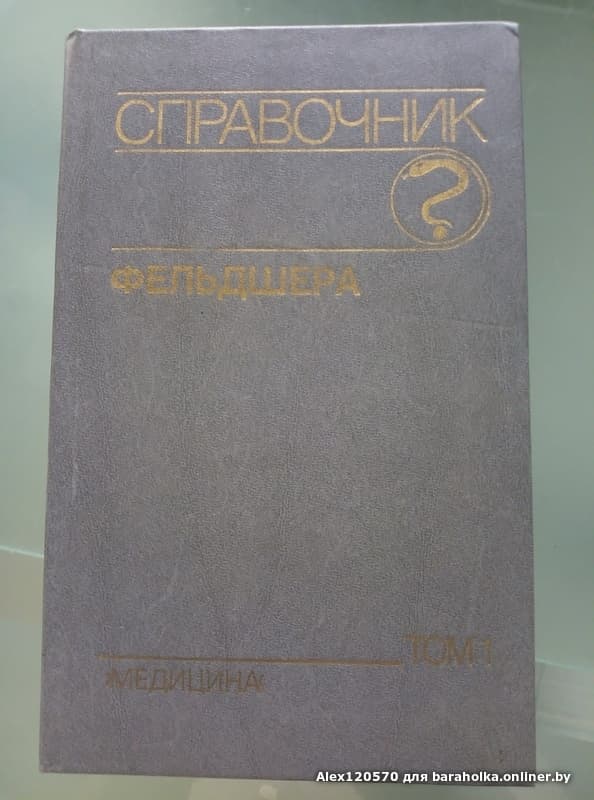 СПРАВОЧНИК
ФЕЛЬДШЕРА
ТОМ 1
«МЕДИЦИНА»
Alex120570 для baraholka.onliner.by